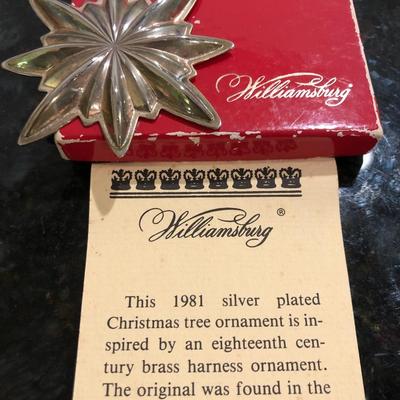 Williamsburg
Williamsburg ®
This 1981 silver plated
Christmas tree ornament is in-
spired by an eighteenth cen-
tury brass harness ornament.
The original was found in the